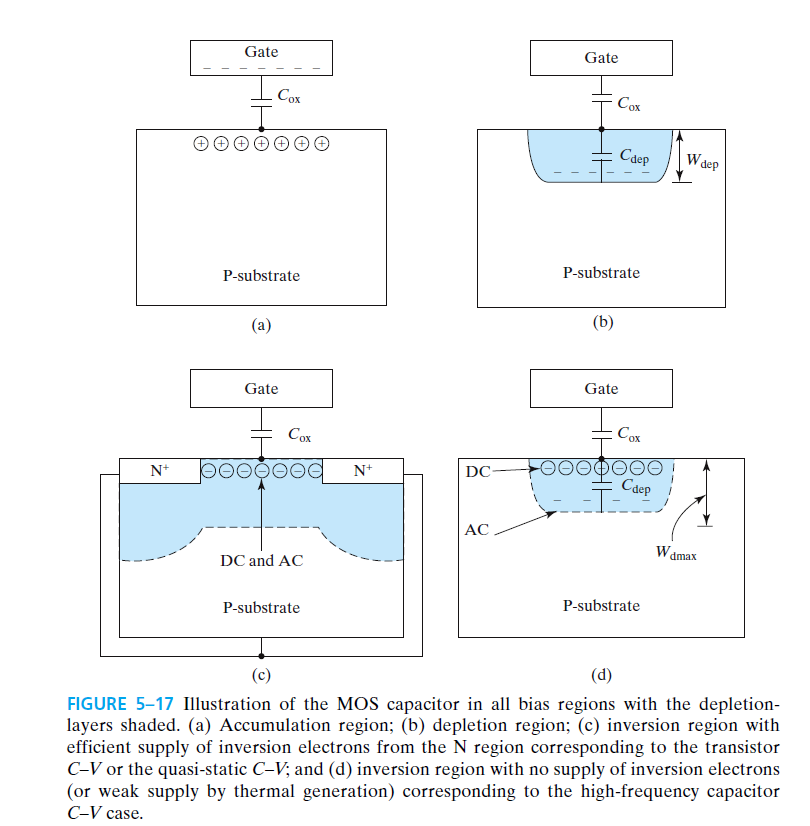 Gate
Cox
P-substrate
(a)
Gate
Cox
Cdep
Wdep
P-substrate
(b)
Gate
Cox
N+
N+
DC and AC
P-substrate
(c)
Gate
Cox
DC
Cdep
AC
Wdmax
P-substrate
(d)
FIGURE 5–17 Illustration of the MOS capacitor in all bias regions with the depletion-
layers shaded. (a) Accumulation region; (b) depletion region; (c) inversion region with
efficient supply of inversion electrons from the N region corresponding to the transistor
C–V or the quasi-static C–V; and (d) inversion region with no supply of inversion electrons
(or weak supply by thermal generation) corresponding to the high-frequency capacitor
C–V case.